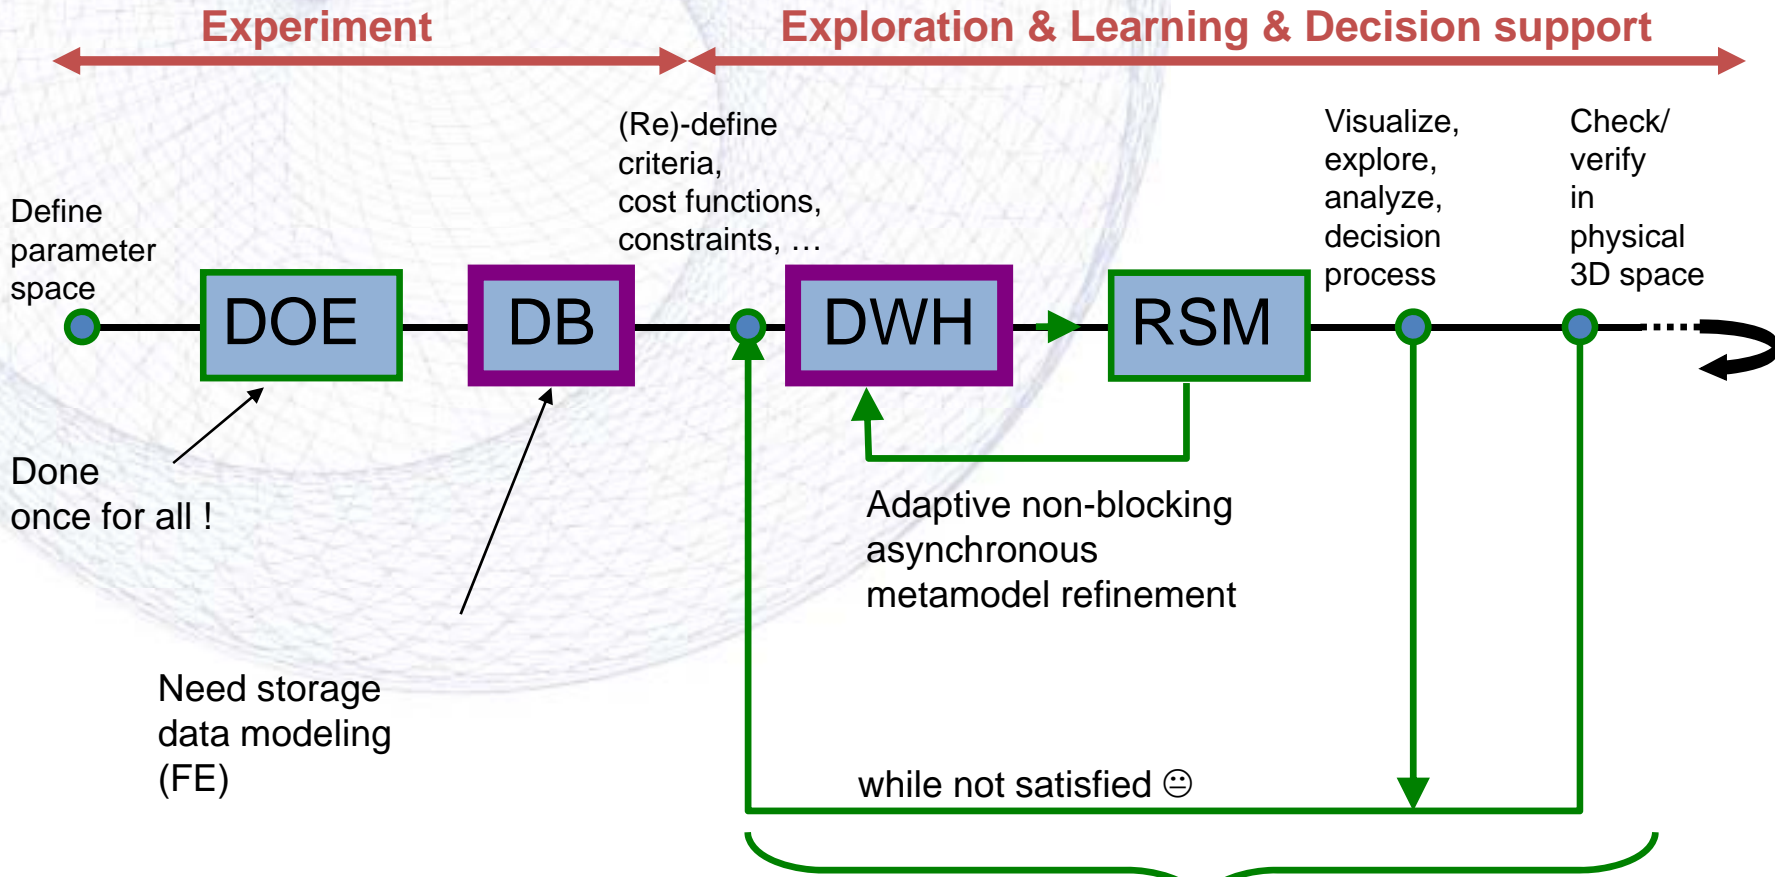 Experiment
Exploration & Learning & Decision support
Define
parameter
space
DOE
DB
(Re)-define
criteria,
cost functions,
constraints, …
DWH
RSM
Visualize,
explore,
analyze,
decision
process
Check/
verify
in
physical
3D space
Done
once for all !
Need storage
data modeling
(FE)
Adaptive non-blocking
asynchronous
metamodel refinement
while not satisfied 😐